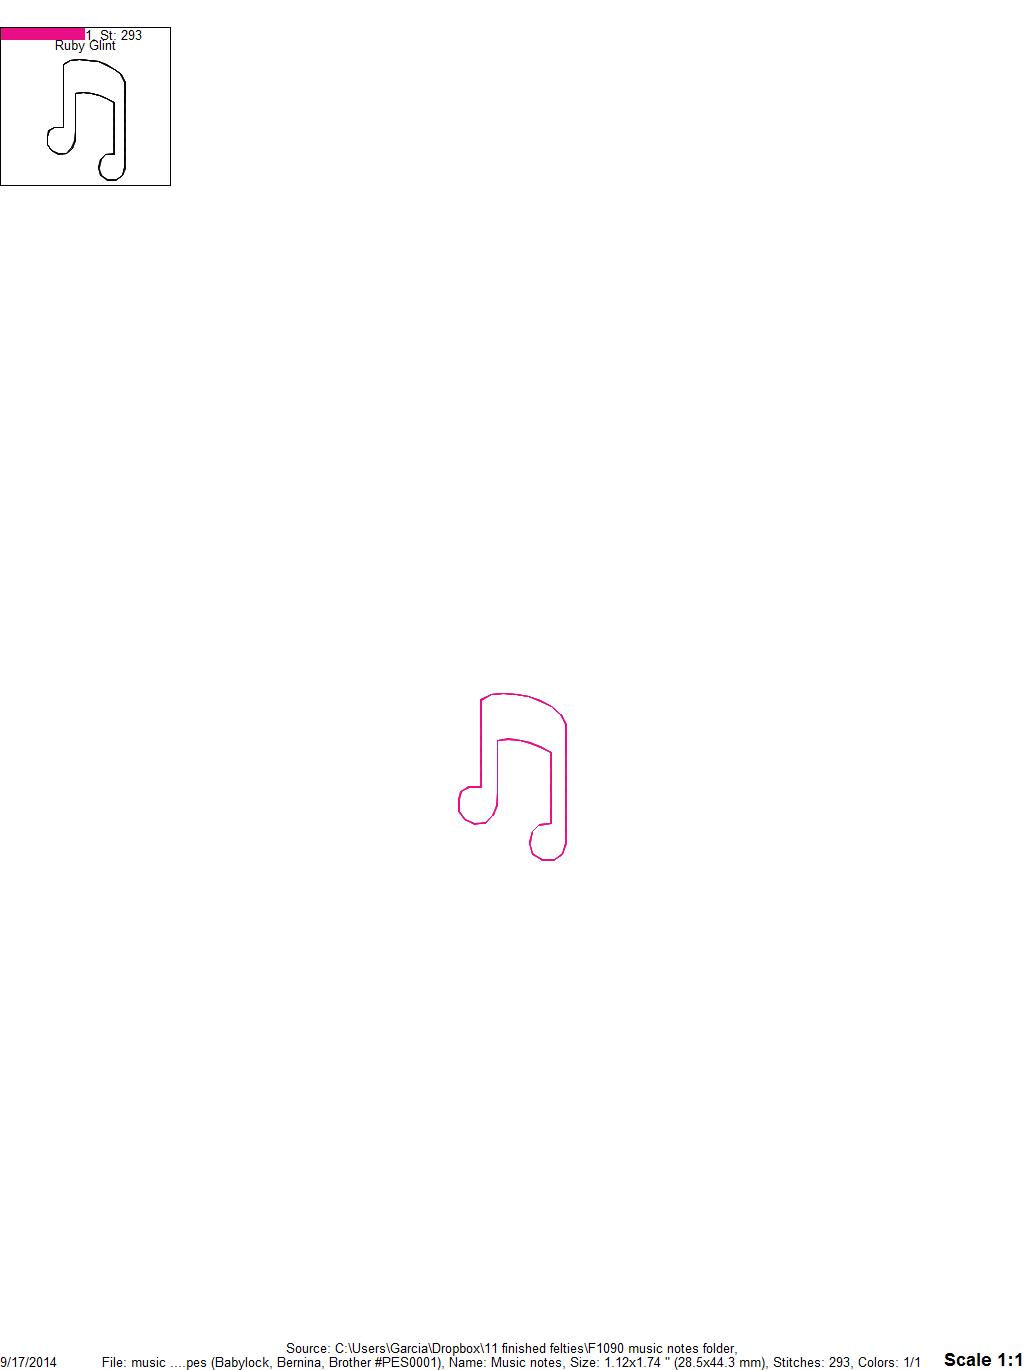 1, St: 293
Ruby Glint
Source: C:\Users\Garcia\Dropbox\11 finished felties\F1090 music notes folder,
9/17/2014 File: music ....pes (Babylock, Bernina, Brother #PES0001), Name: Music notes, Size: 1.12x1.74 " (28.5x44.3 mm), Stitches: 293, Colors: 1/1 Scale 1:1